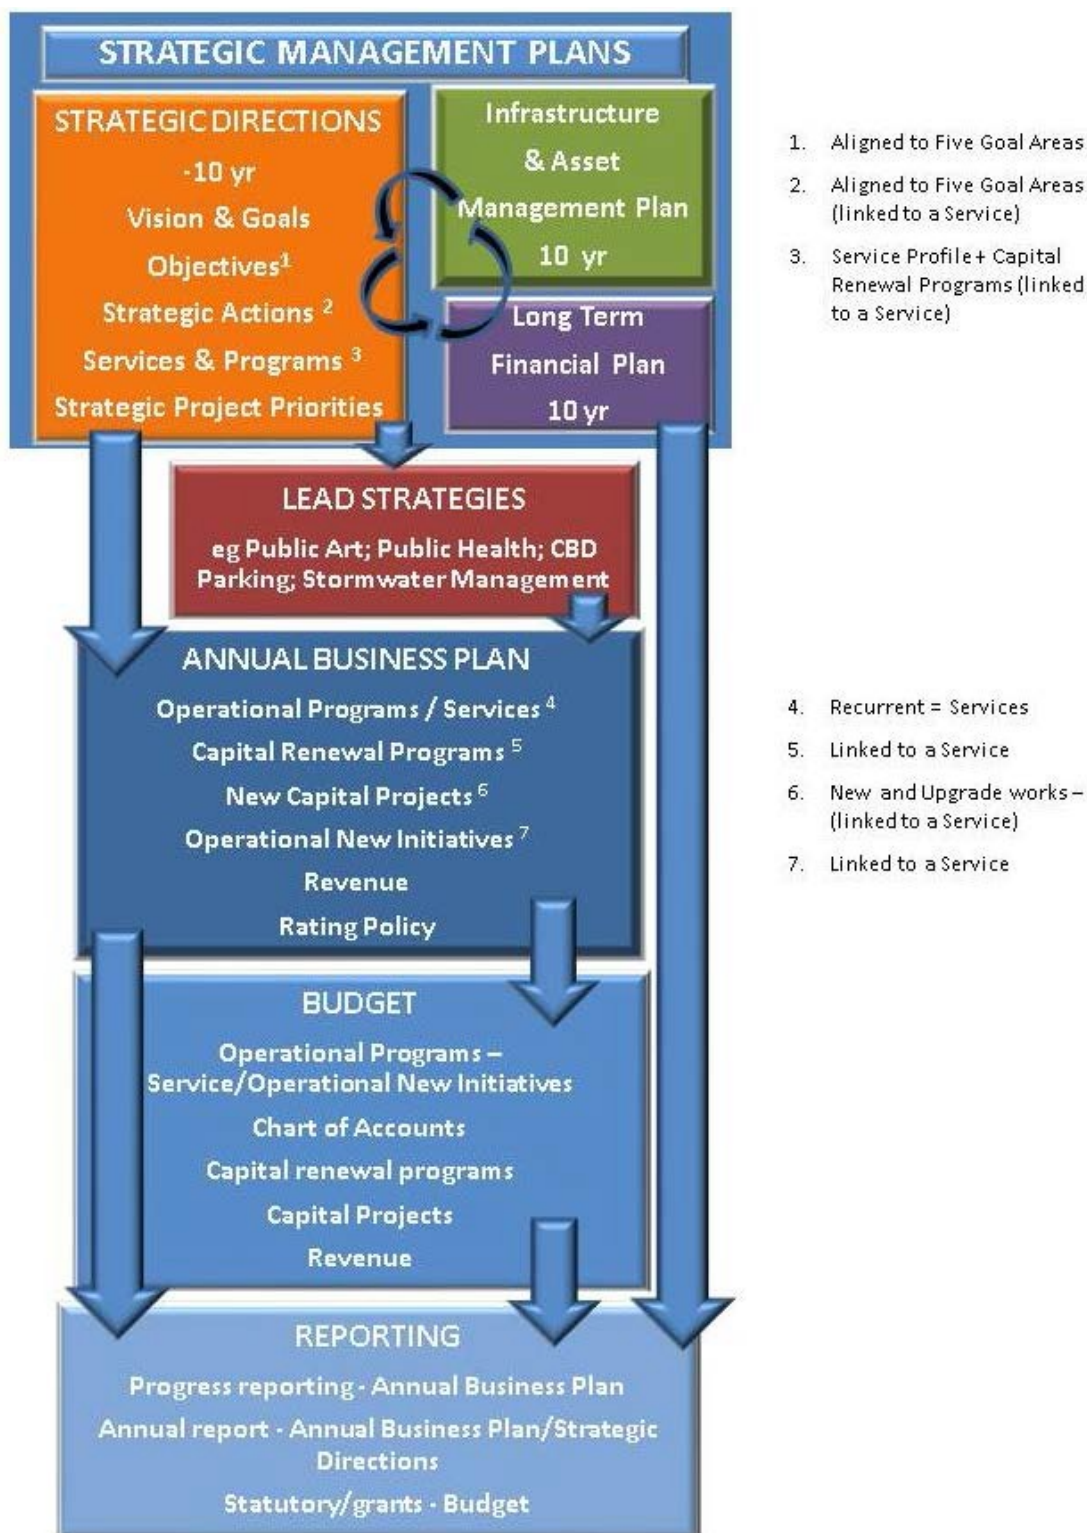 STRATEGIC MANAGEMENT PLANS
STRATEGIC DIRECTIONS
-10 yr
Vision & Goals
Objectives1
Strategic Actions 2
Services & Programs 3
Strategic Project Priorities
Infrastructure
& Asset
Management Plan
10 yr
Long Term
Financial Plan
10 yr
1. Aligned to Five Goal Areas
2. Aligned to Five Goal Areas
(linked to a Service)
3. Service Profile + Capital
Renewal Programs (linked
to a Service)
LEAD STRATEGIES
eg Public Art; Public Health; CBD
Parking; Stormwater Management
ANNUAL BUSINESS PLAN
Operational Programs / Services 4
Capital Renewal Programs 5
New Capital Projects 6
Operational New Initiatives 7
Revenue
Rating Policy
4. Recurrent = Services
5. Linked to a Service
6. New and Upgrade works –
(linked to a Service)
7. Linked to a Service
BUDGET
Operational Programs –
Service/Operational New Initiatives
Chart of Accounts
Capital renewal programs
Capital Projects
Revenue
REPORTING
Progress reporting - Annual Business Plan
Annual report - Annual Business Plan/Strategic
Directions
Statutory/grants - Budget